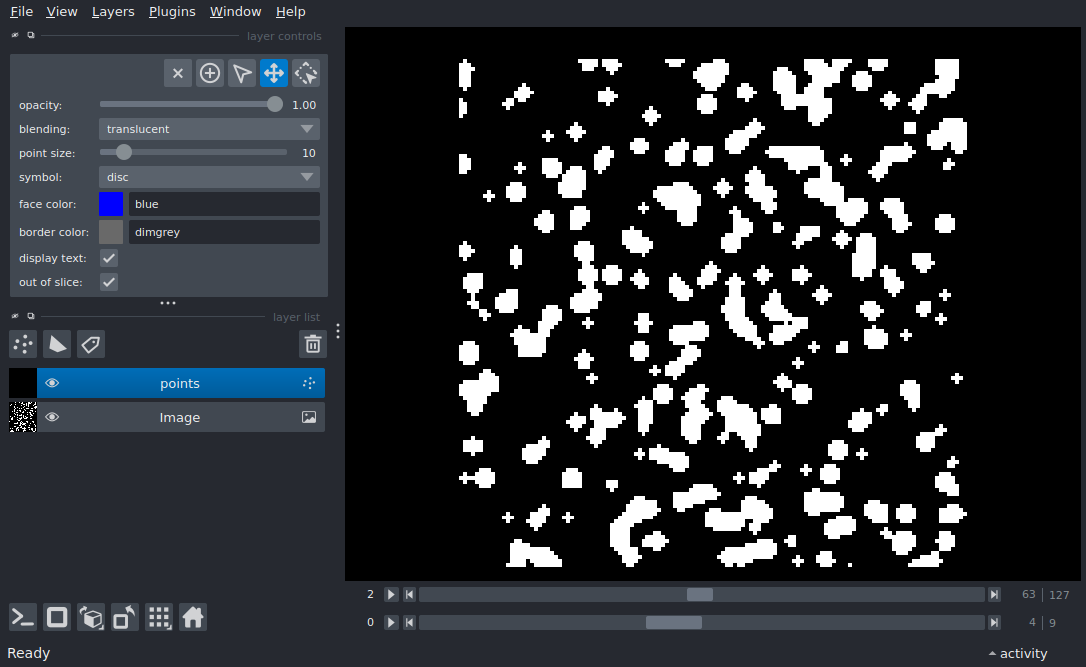 File View Layers Plugins Window Help
layer controls
opacity: 1.00
blending: translucent
point size: 10
symbol: disc
face color: blue
border color: dimgrey
display text:
out of slice:
layer list
points
Image
2 63 127
0 4 9
Ready activity